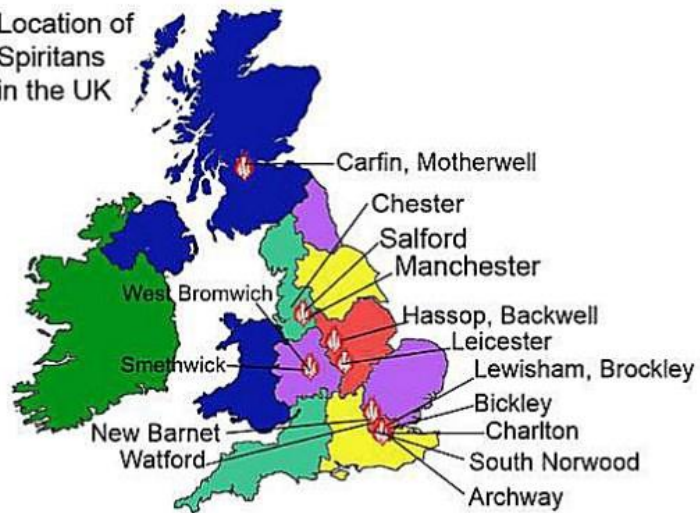 Location of
Spiritans
in the UK
Carfin, Motherwell
Chester
Salford
Manchester
West Bromwich
Hassop, Backwell
Leicester
Smethwick
Lewisham, Brockley
Bickley
New Barnet
Charlton
Watford
South Norwood
Archway